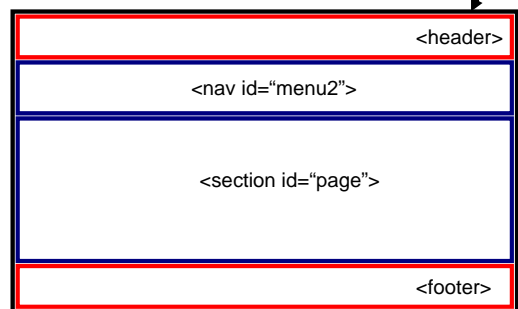 <header>
<nav id=“menu2”>
<section id=“page”>
<footer>